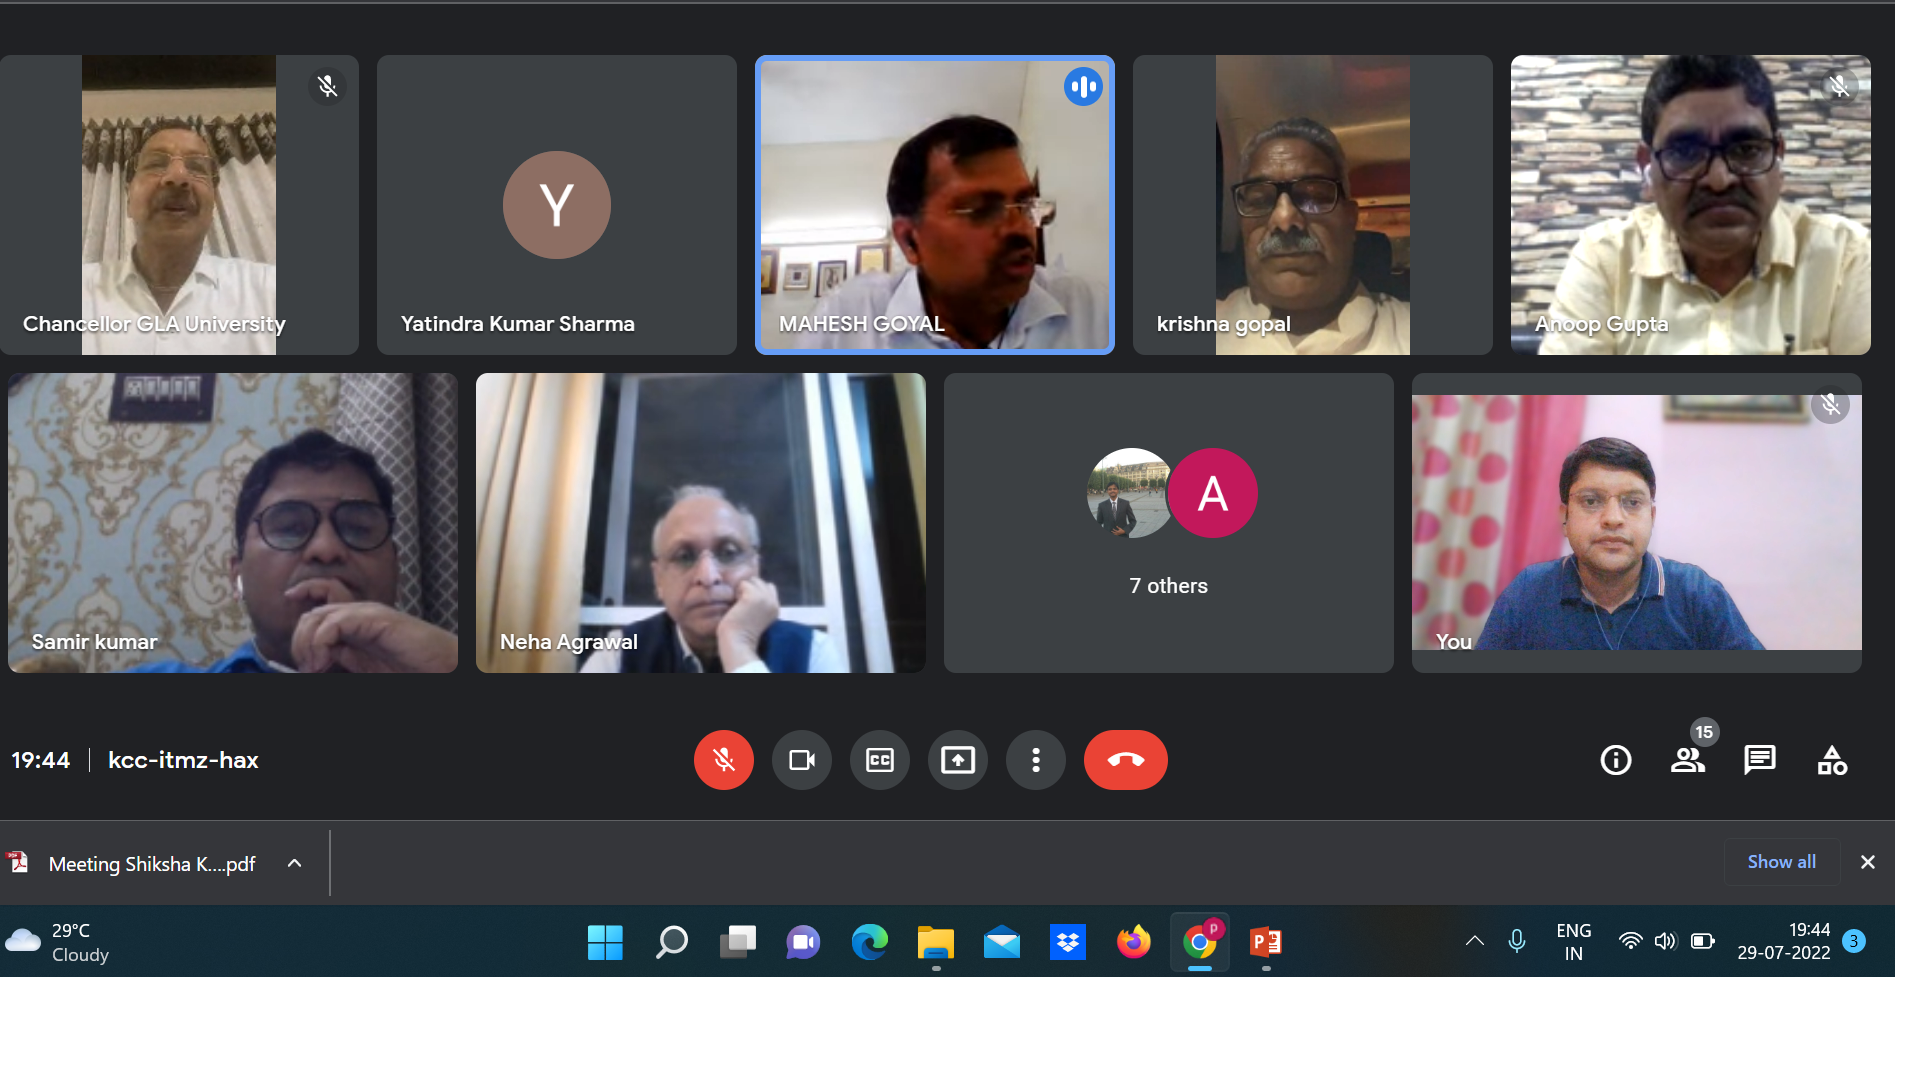 Y
Chancellor GLA University
Yatindra Kumar Sharma
MAHESH GOYAL
krishna gopal
Anoop Gupta
A
7 others
Samir kumar
Neha Agrawal
You
19:44
kcc-itmz-hax
CC
15
PDF
Meeting Shiksha K....pdf
Show all
29°C
Cloudy
P
P
ENG
IN
19:44
29-07-2022
3